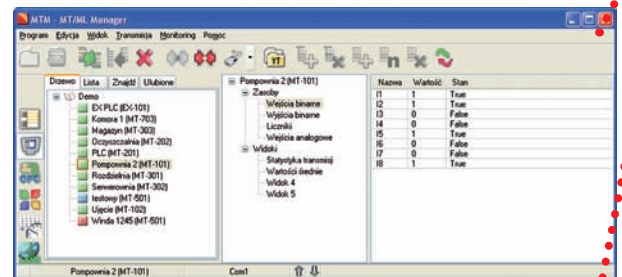 MTM - MT/ML Manager
Program Edycja Widok Transmisja Monitoring Pomoc
Drzewo Lista Znajdź Ulubione
Demo
EX PLC (EX-101)
Komora 1 (MT-703)
Magazyn (MT-303)
Oczyszczalnia (MT-202)
PLC (MT-201)
Pompownia 2 (MT-101)
Rozdzielnia (MT-301)
Serwerownia (MT-302)
testowy (MT-501)
Ujęcie (MT-102)
Winda 1245 (MT-501)
Pompownia 2 (MT-101)
Zasoby
Wejścia binarne
Wyjścia binarne
Liczniki
Wejścia analogowe
Widoki
Statystyka transmisji
Wartości średnie
Widok 4
Widok 5
Nazwa Wartość Stan
I1 1 True
I2 1 True
I3 0 False
I4 0 False
I5 1 True
I6 0 False
I7 0 False
I8 1 True
OPC
YT
n
Pompownia 2 (MT-101) Com1